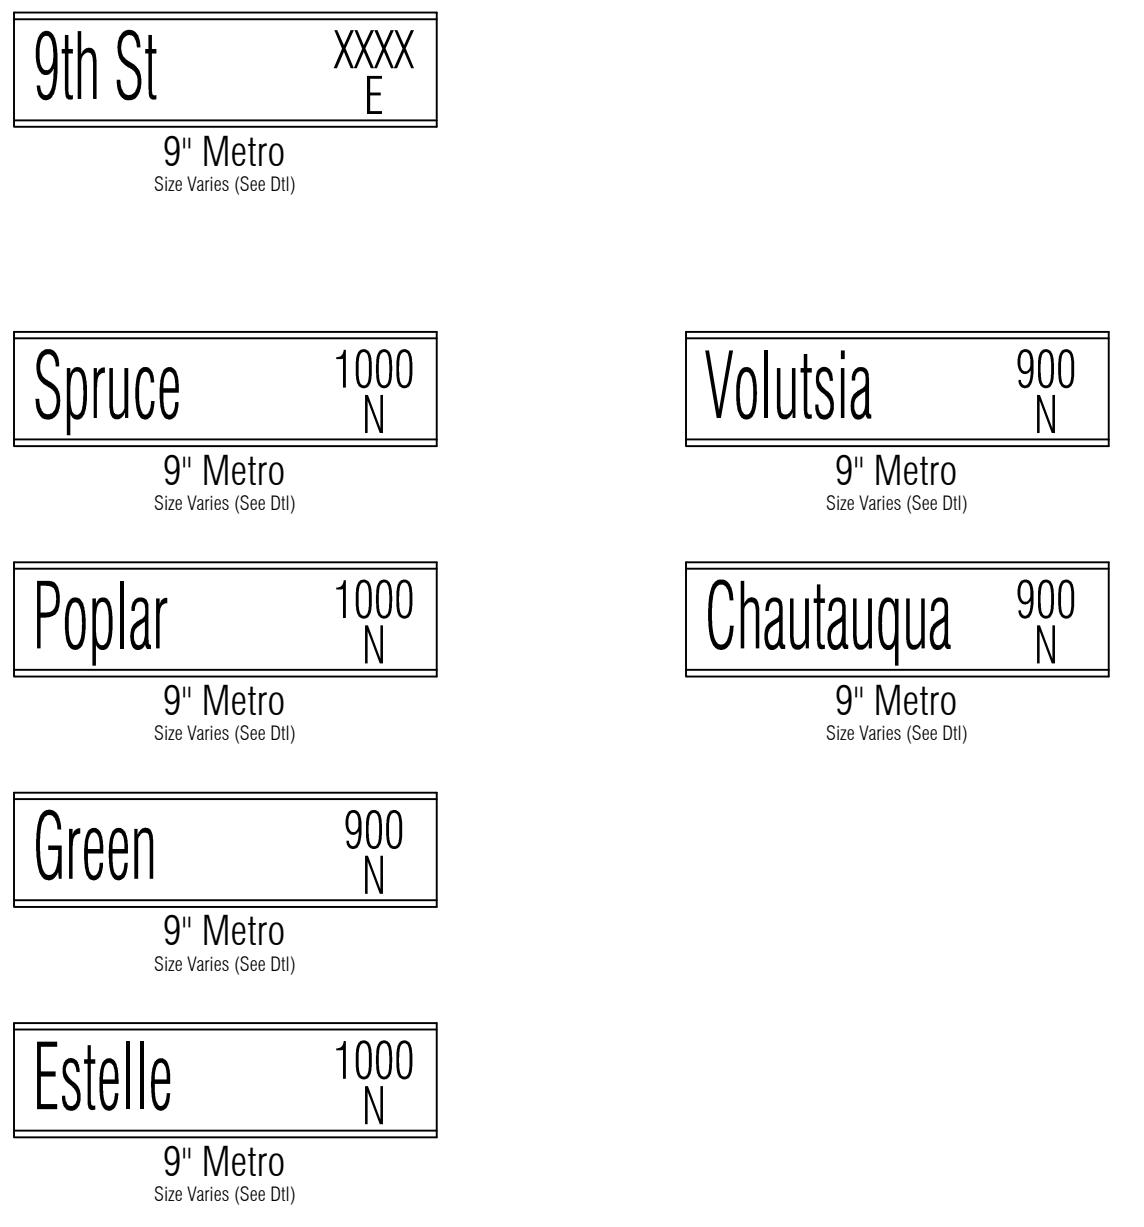 9th St XXXX
E
9" Metro
Size Varies (See Dtl)
Spruce 1000
N
9" Metro
Size Varies (See Dtl)
Volutsia 900
N
9" Metro
Size Varies (See Dtl)
Poplar 1000
N
9" Metro
Size Varies (See Dtl)
Chautauqua 900
N
9" Metro
Size Varies (See Dtl)
Green 900
N
9" Metro
Size Varies (See Dtl)
Estelle 1000
N
9" Metro
Size Varies (See Dtl)